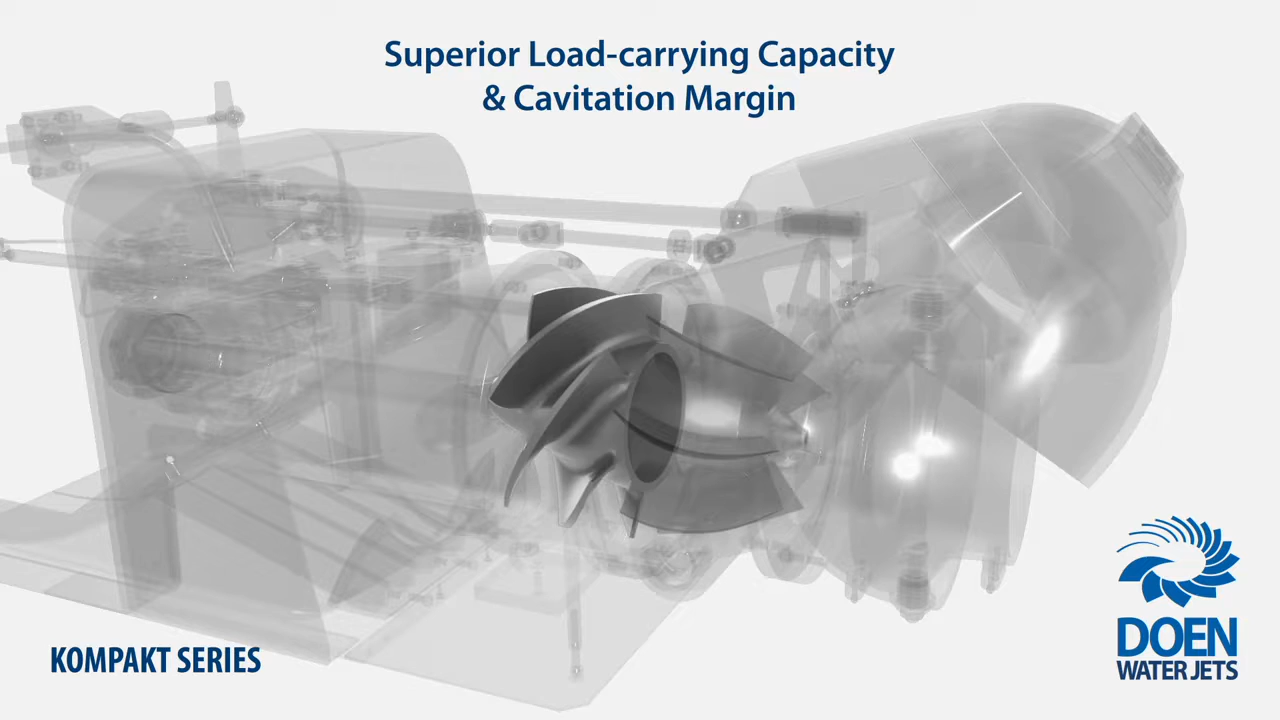 Superior Load-carrying Capacity
& Cavitation Margin
KOMPAKT SERIES
DOEN
WATER JETS